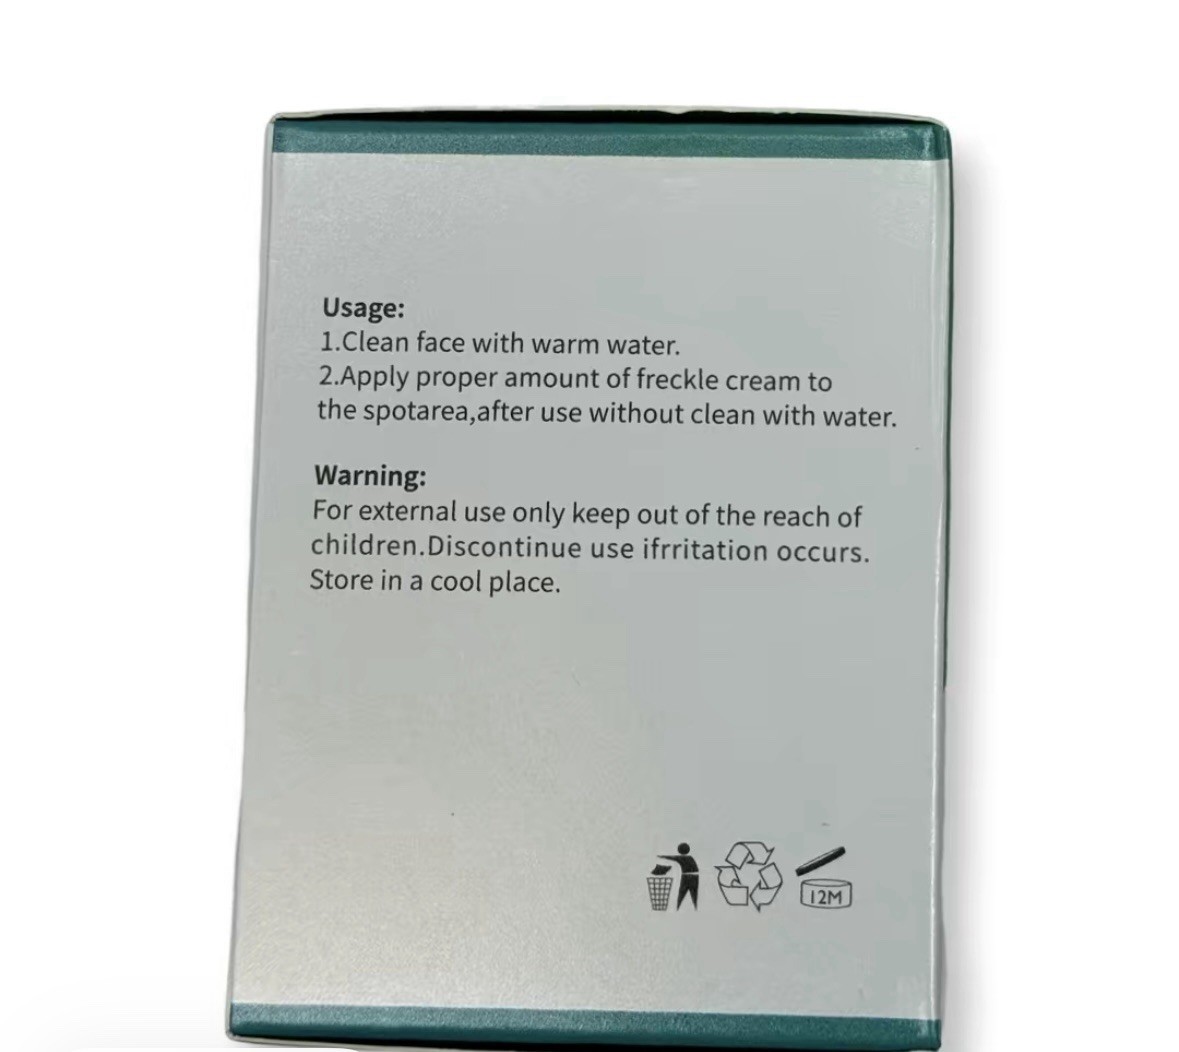 Usage:
1.Clean face with warm water.
2.Apply proper amount of freckle cream to
the spotarea,after use without clean with water.
Warning:
For external use only keep out of the reach of
children.Discontinue use ifrritation occurs.
Store in a cool place.
12M